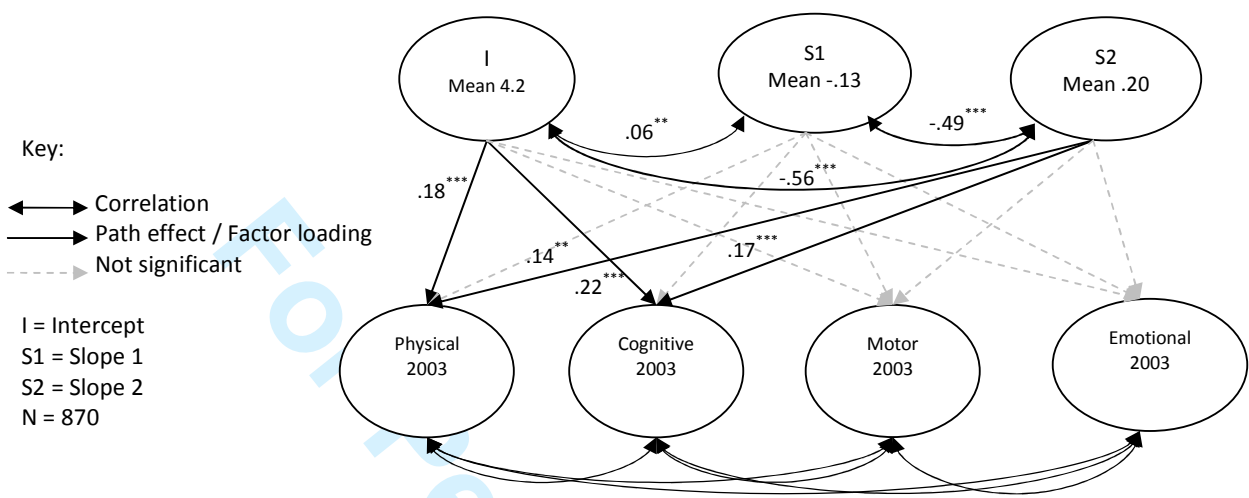 I
Mean 4.2
S1
Mean -.13
S2
Mean .20
.06**
-.49***
-.56***
.18***
.14**
.22***
.17***
Key:
Correlation
Path effect / Factor loading
Not significant
I = Intercept
S1 = Slope 1
S2 = Slope 2
N = 870
Physical
2003
Cognitive
2003
Motor
2003
Emotional
2003
For Pe